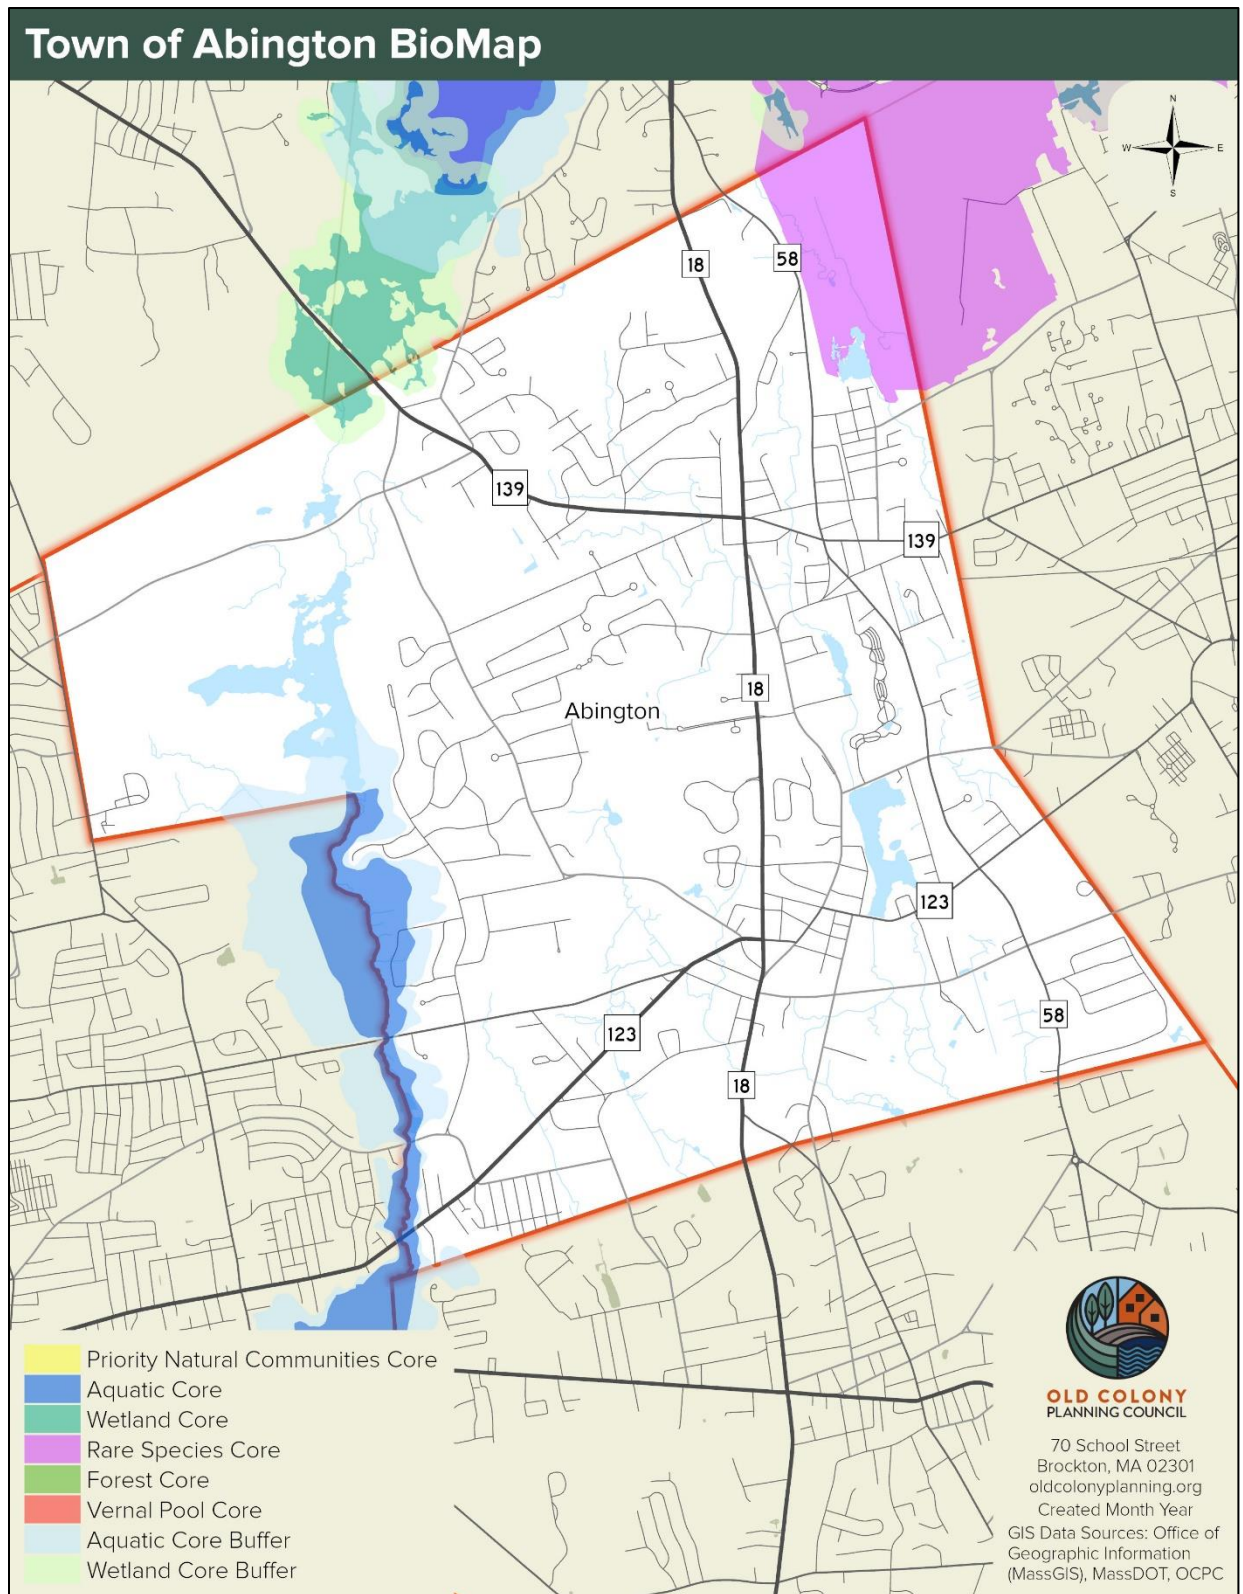 Town of Abington BioMap
N
W
E
S
18
58
139
139
18
Abington
123
58
123
18
Priority Natural Communities Core
Aquatic Core
Wetland Core
Rare Species Core
Forest Core
Vernal Pool Core
Aquatic Core Buffer
Wetland Core Buffer
OLD COLONY
PLANNING COUNCIL
70 School Street
Brockton, MA 02301
oldcolonyplanning.org
Created Month Year
GIS Data Sources: Office of
Geographic Information
(MassGIS), MassDOT, OCPC